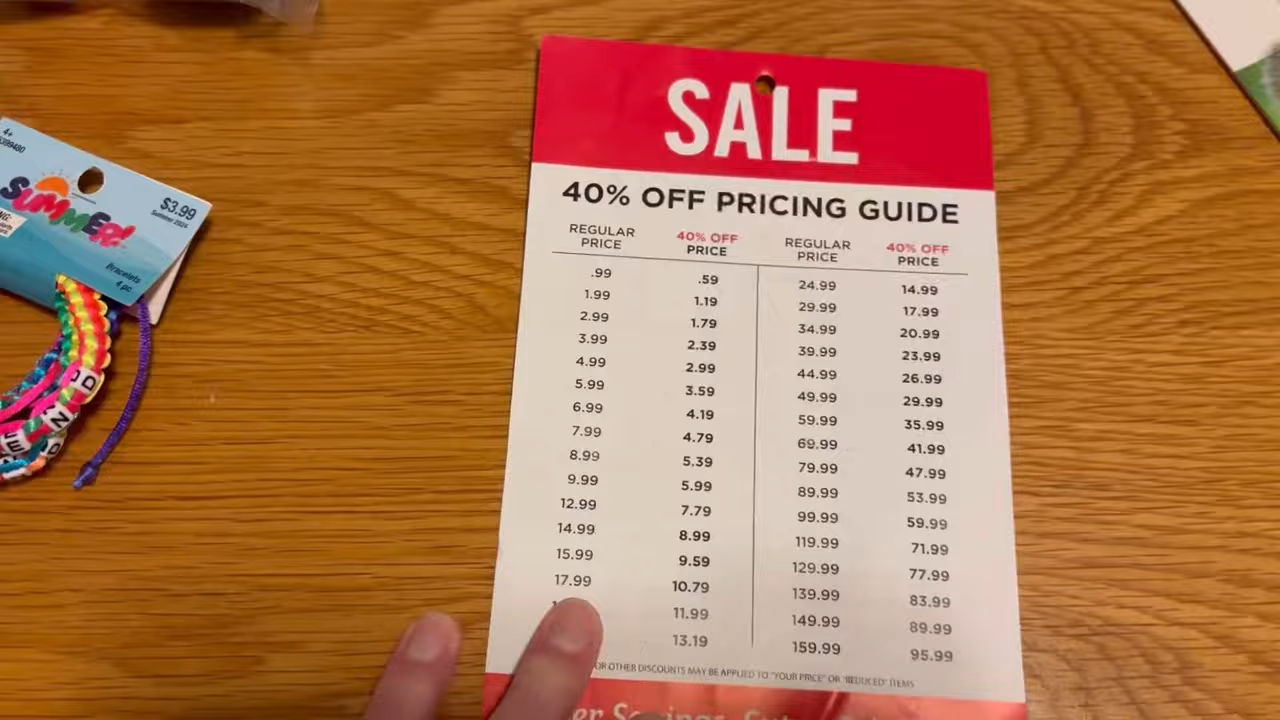 4+
SUMMER!
$3.99
Summer 2024
Bracelets
4 pc
SALE
40% OFF PRICING GUIDE
REGULAR PRICE 40% OFF PRICE REGULAR PRICE 40% OFF PRICE
.99 .59 24.99 14.99
1.99 1.19 29.99 17.99
2.99 1.79 34.99 20.99
3.99 2.39 39.99 23.99
4.99 2.99 44.99 26.99
5.99 3.59 49.99 29.99
6.99 4.19 59.99 35.99
7.99 4.79 69.99 41.99
8.99 5.39 79.99 47.99
9.99 5.99 89.99 53.99
12.99 7.79 99.99 59.99
14.99 8.99 119.99 71.99
15.99 9.59 129.99 77.99
17.99 10.79 139.99 83.99
11.99 149.99 89.99
13.19 159.99 95.99
OR OTHER DISCOUNTS MAY BE APPLIED TO "YOUR PRICE" OR "REDUCED" ITEMS